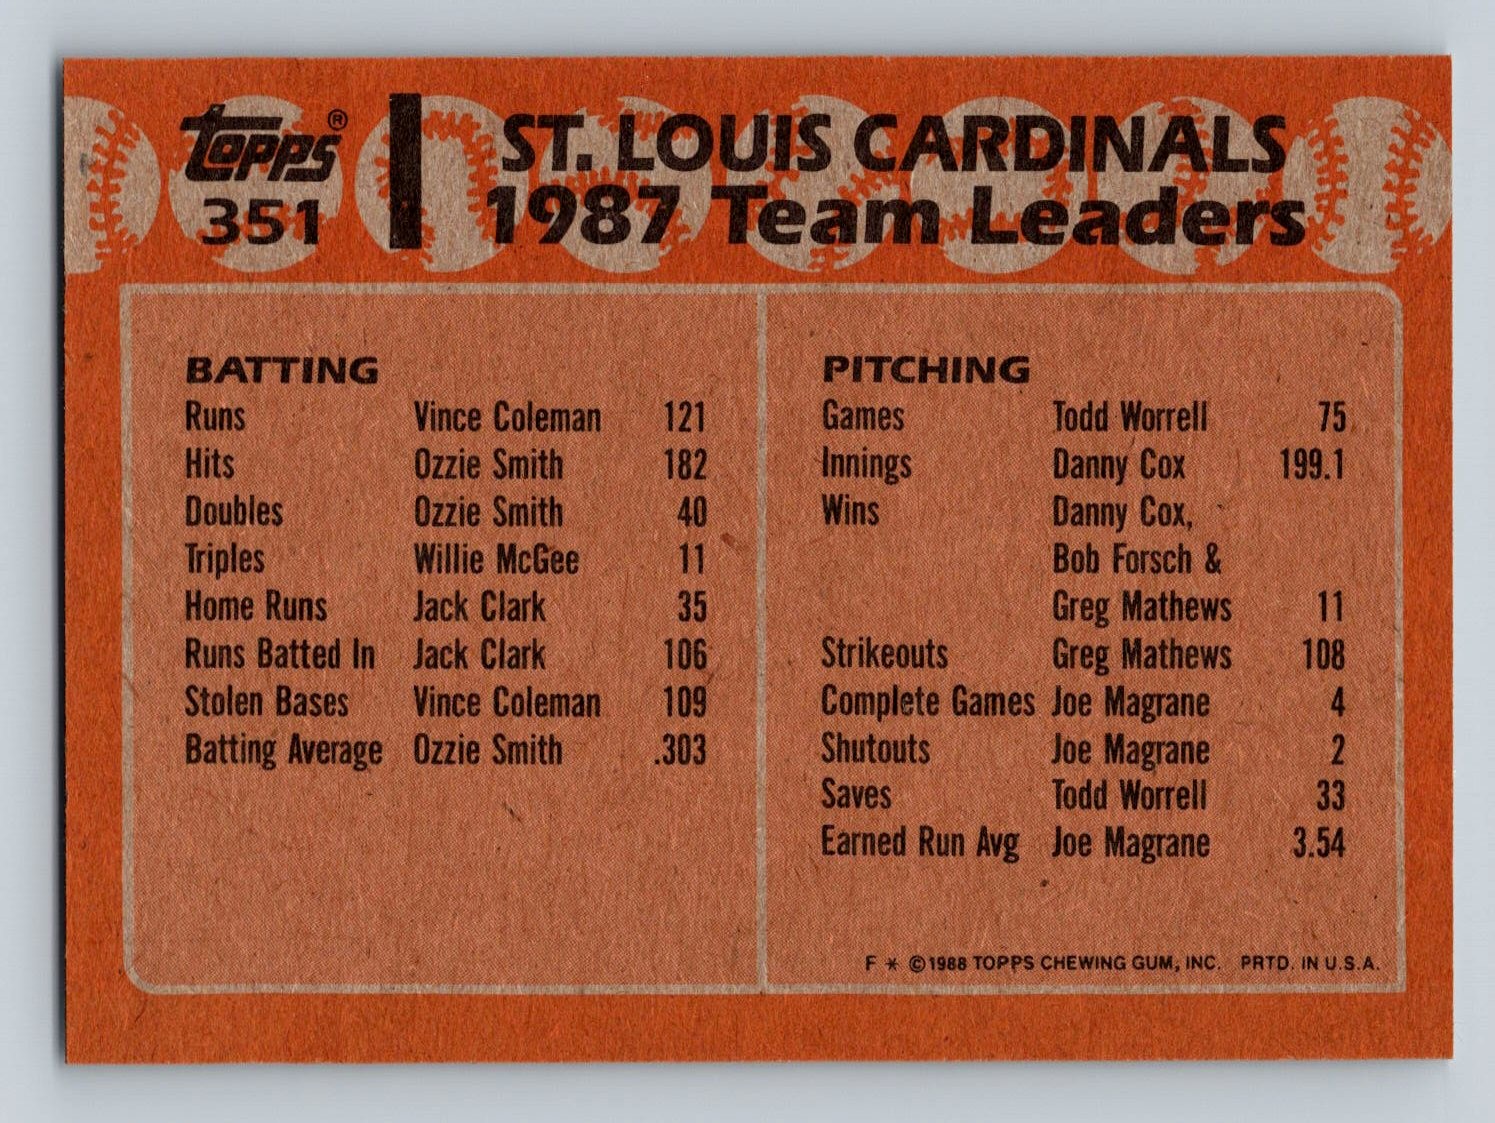 Topps®
351
ST. LOUIS CARDINALS
1987 Team Leaders
BATTING
Runs Vince Coleman 121
Hits Ozzie Smith 182
Doubles Ozzie Smith 40
Triples Willie McGee 11
Home Runs Jack Clark 35
Runs Batted In Jack Clark 106
Stolen Bases Vince Coleman 109
Batting Average Ozzie Smith .303
PITCHING
Games Todd Worrell 75
Innings Danny Cox 199.1
Wins Danny Cox,
Bob Forsch &
Greg Mathews 11
Strikeouts Greg Mathews 108
Complete Games Joe Magrane 4
Shutouts Joe Magrane 2
Saves Todd Worrell 33
Earned Run Avg Joe Magrane 3.54
F * ©1988 TOPPS CHEWING GUM, INC. PRTD. IN U.S.A.